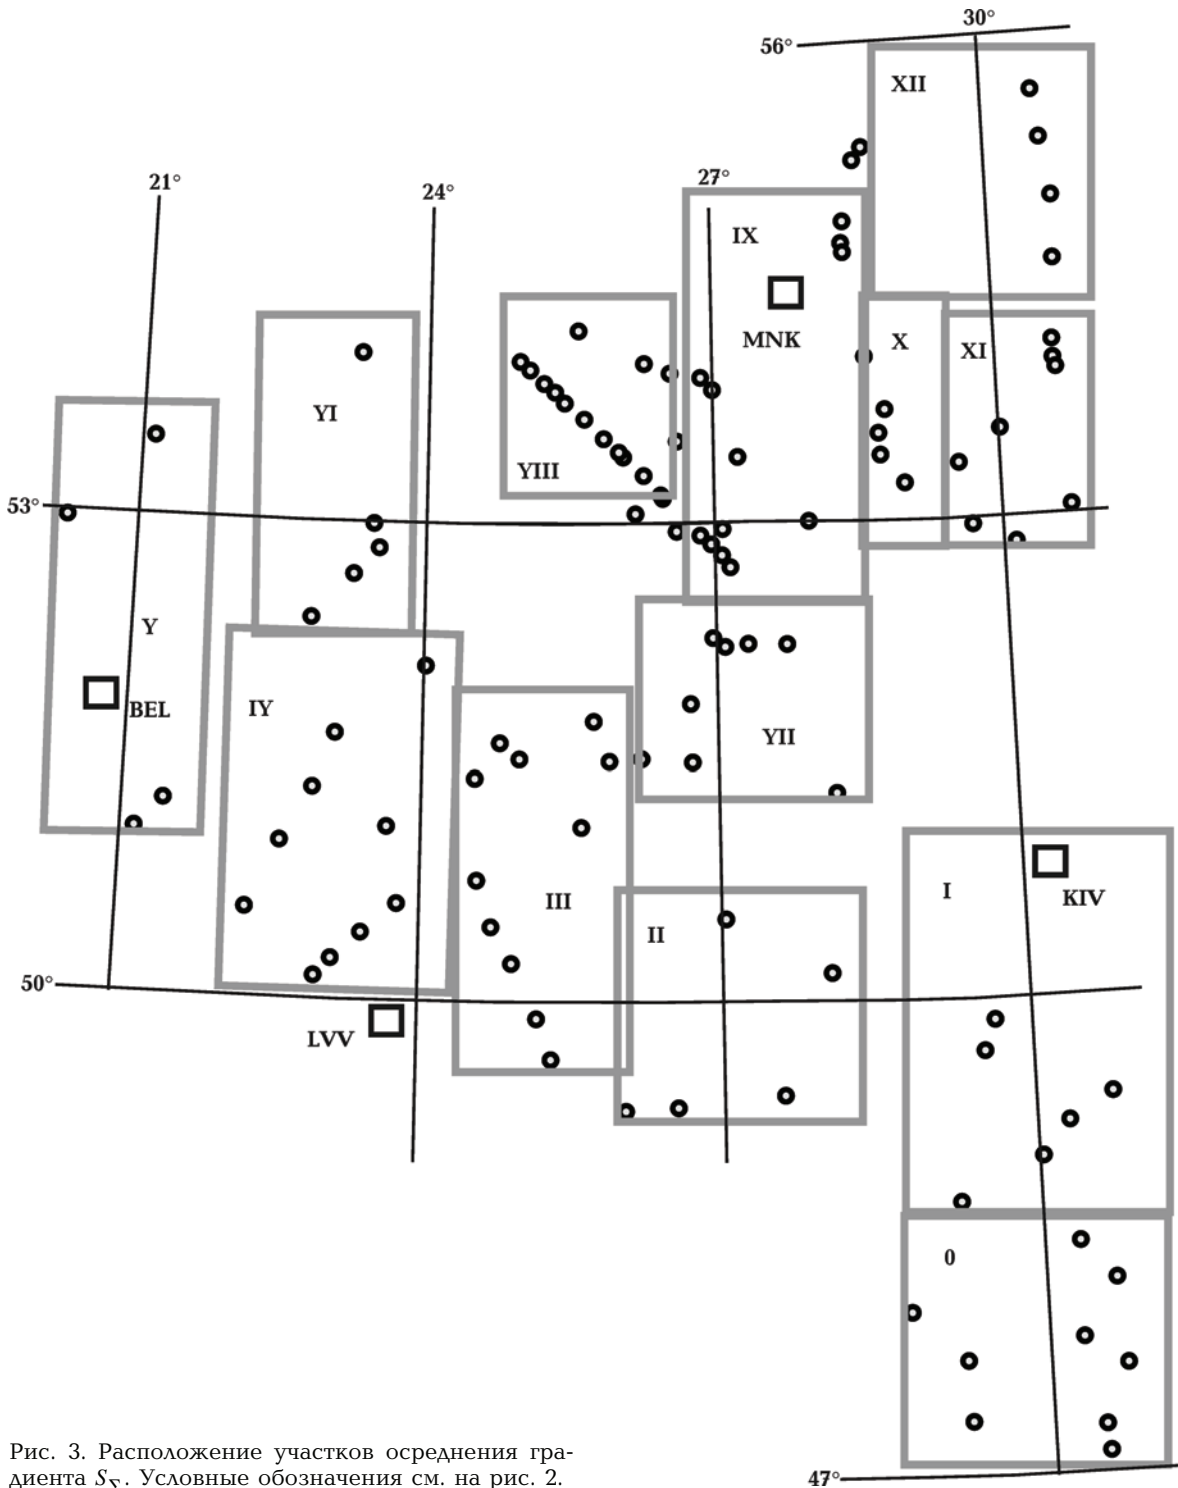 30°
56°
XII
21°
24°
27°
IX
MNK
X
XI
YI
YIII
53°
Y
BEL
IY
YII
III
II
I
KIV
50°
LVV
0
Рис. 3. Расположение участков осреднения гра-
диента S∑. Условные обозначения см. на рис. 2.
47°